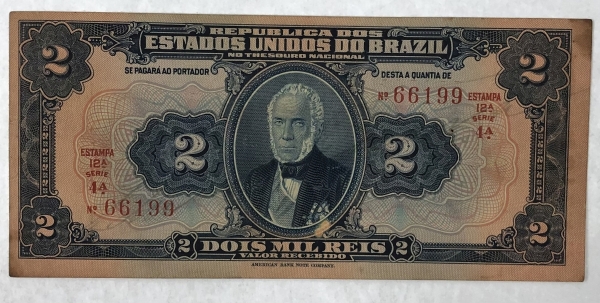 REPUBLICA DOS
ESTADOS UNIDOS DO BRAZIL
NO THESOURO NACIONAL
2
2
SE PAGARÁ AO PORTADOR
DESTA A QUANTIA DE
Nº 66199
ESTAMPA
12A
SERIE
4A
2
2
ESTAMPA
12A
SERIE
4A
Nº 66199
2
2 DOIS MIL REIS 2
2
VALOR RECEBIDO
AMERICAN BANK NOTE COMPANY.